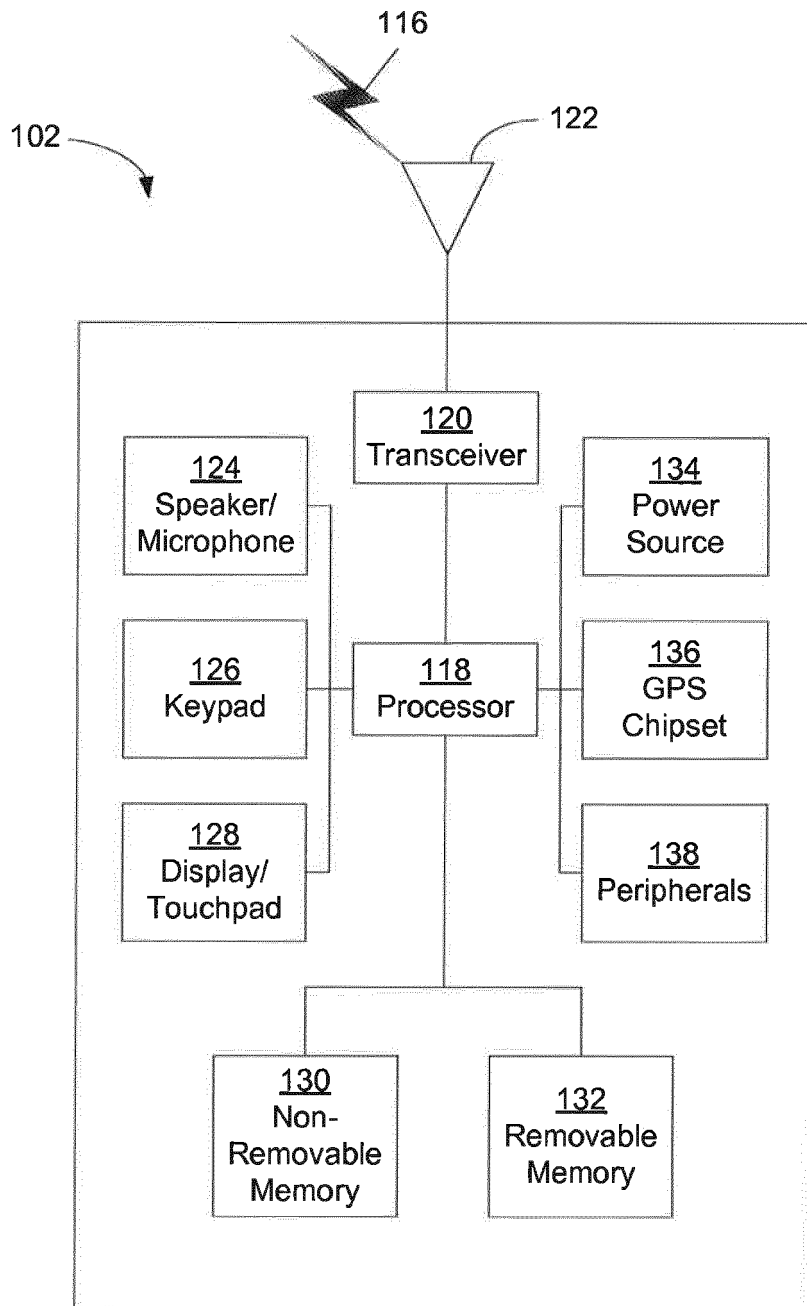 116
122
102
120
Transceiver
124
Speaker/
Microphone
134
Power
Source
126
Keypad
118
Processor
136
GPS
Chipset
128
Display/
Touchpad
138
Peripherals
130
Non-
Removable
Memory
132
Removable
Memory